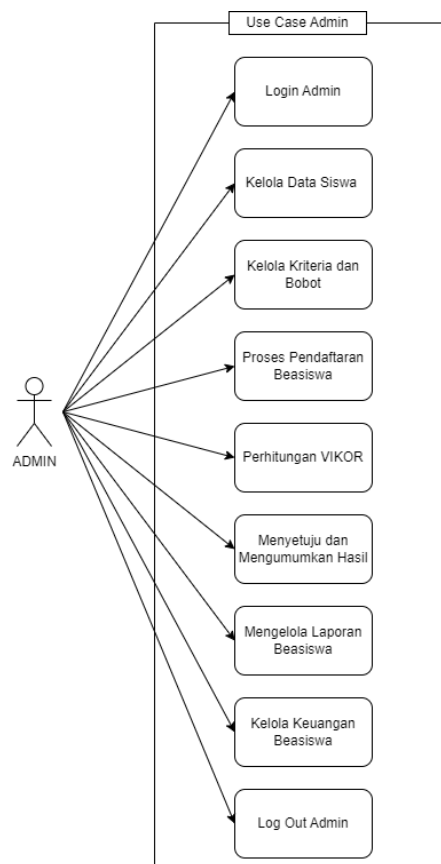 Use Case Admin
Login Admin
Kelola Data Siswa
Kelola Kriteria dan
Bobot
Proses Pendaftaran
Beasiswa
ADMIN
Perhitungan VIKOR
Menyetuju dan
Mengumumkan Hasil
Mengelola Laporan
Beasiswa
Kelola Keuangan
Beasiswa
Log Out Admin